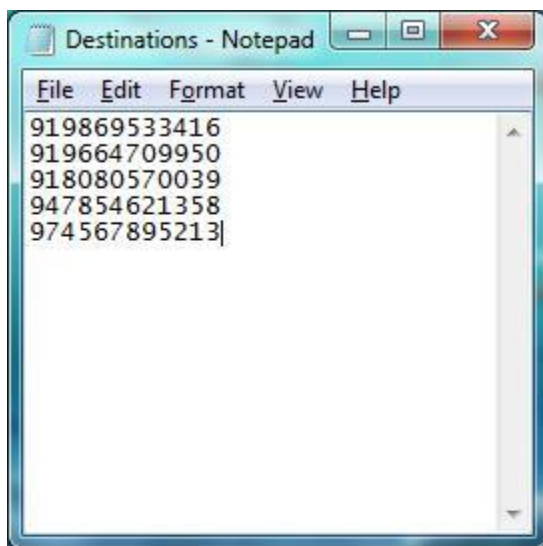 Destinations - Notepad
File Edit Format View Help
919869533416
919664709950
918080570039
947854621358
974567895213